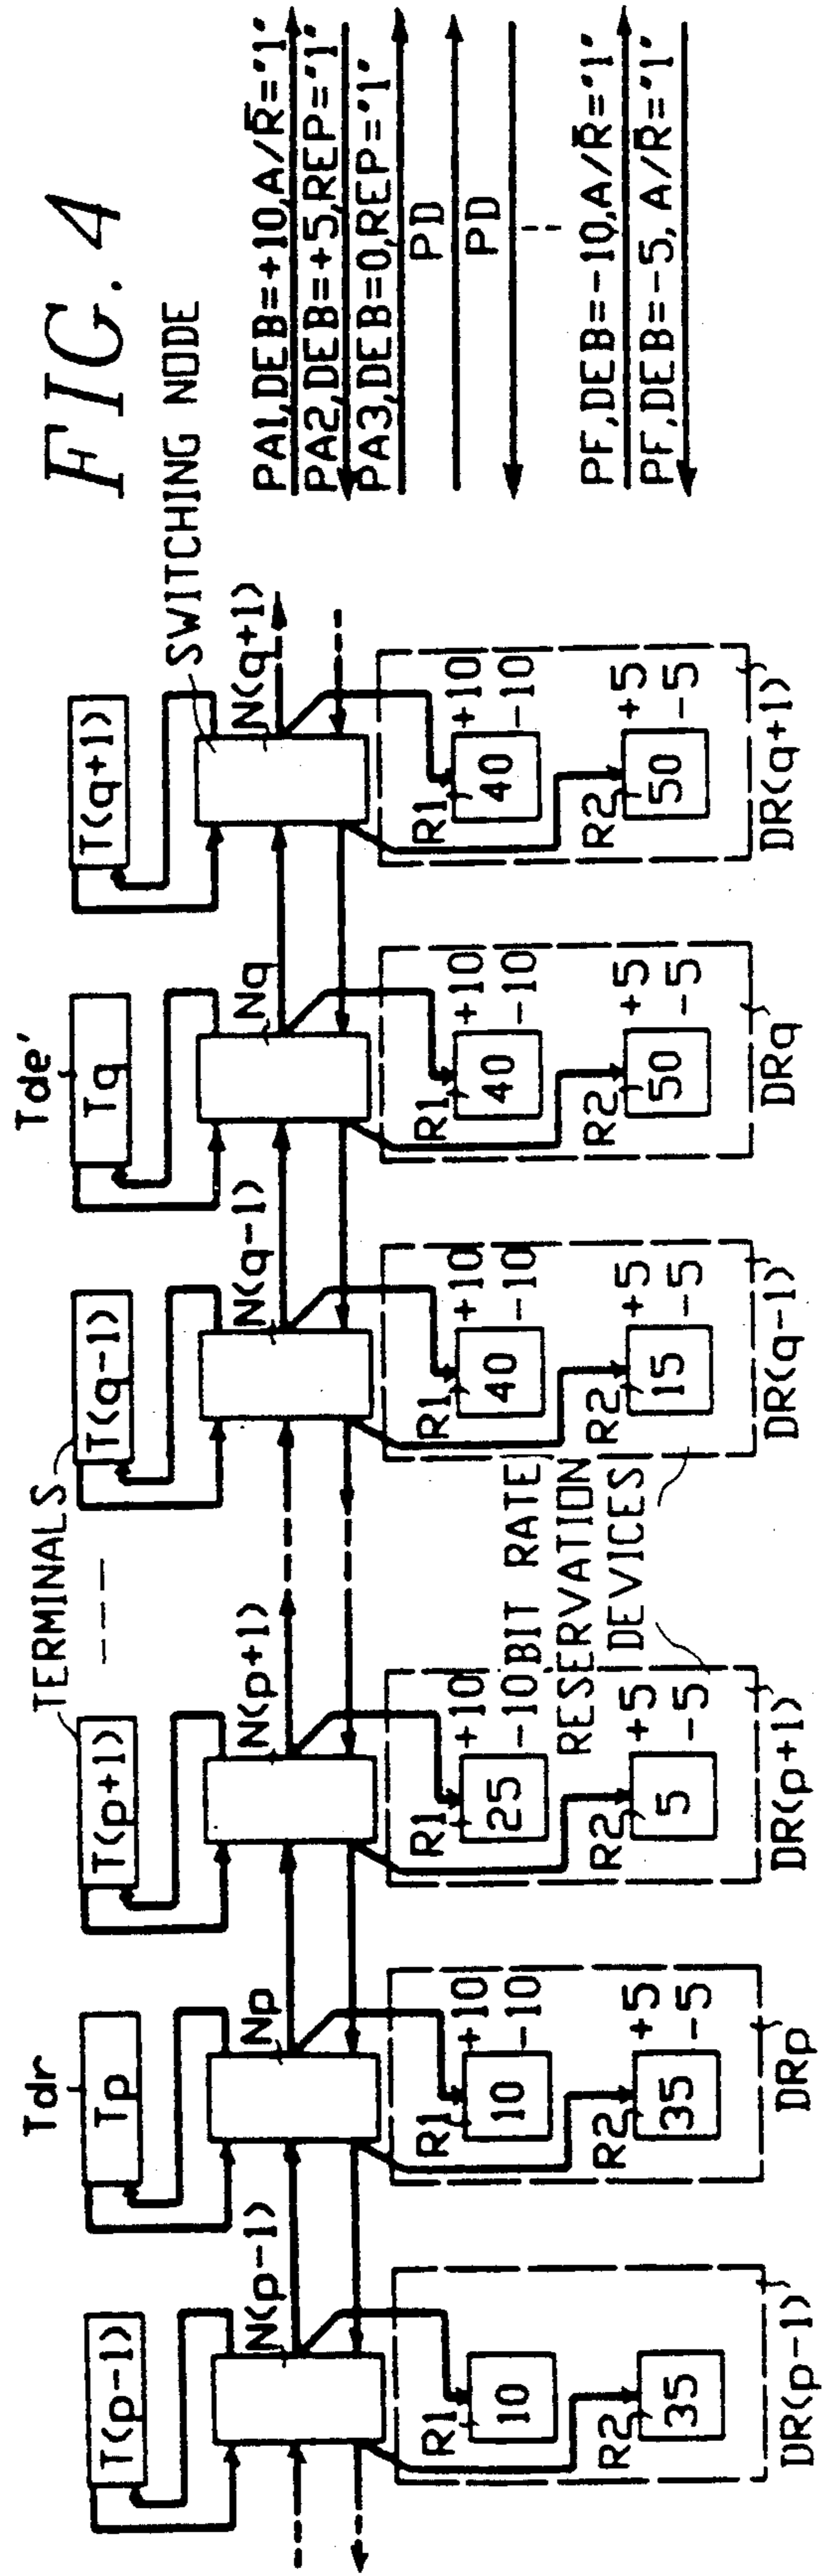 FIG. 4
SWITCHING NODE
TERMINALS
T(p-1)
Tdr
Tp
T(p+1)
T(q-1)
Tde'
Tq
T(q+1)
N(p-1)
Np
N(p+1)
N(q-1)
Nq
N(q+1)
R1
10
R2
35
DR(p-1)
R1
10
+10
-10
R2
35
+5
-5
DRp
R1
25
+10
-10
R2
5
+5
-5
DR(p+1)
BIT RATE
RESERVATION
DEVICES
R1
40
+10
-10
R2
15
+5
-5
DR(q-1)
R1
40
+10
-10
R2
50
+5
-5
DRq
R1
40
+10
-10
R2
50
+5
-5
DR(q+1)
PA1,DEB=+10,A/R̅="1"
PA2,DEB=+5,REP="1"
PA3,DEB=0,REP="1"
PD
PD
PF,DEB=-10,A/R̅="1"
PF,DEB=-5, A/R̅="1"